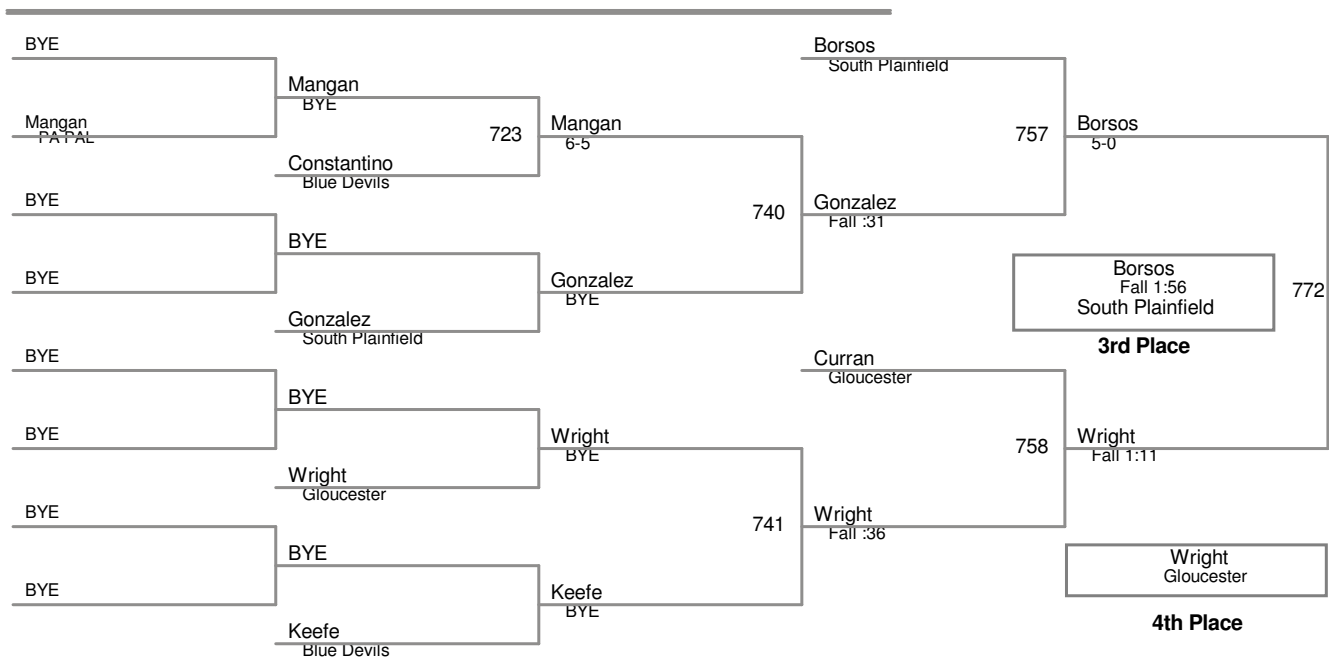 BYE
Mangan
PA PAL
BYE
BYE
BYE
BYE
BYE
BYE
Mangan
BYE
Constantino
Blue Devils
BYE
Gonzalez
South Plainfield
BYE
Wright
Gloucester
BYE
Keefe
Blue Devils
723
Mangan
6-5
Gonzalez
BYE
Wright
BYE
Keefe
BYE
740
741
Borsos
South Plainfield
Gonzalez
Fall :31
Curran
Gloucester
Wright
Fall :36
757
758
Borsos
5-0
Wright
Fall 1:11
772
Borsos
Fall 1:56
South Plainfield
3rd Place
Wright
Gloucester
4th Place